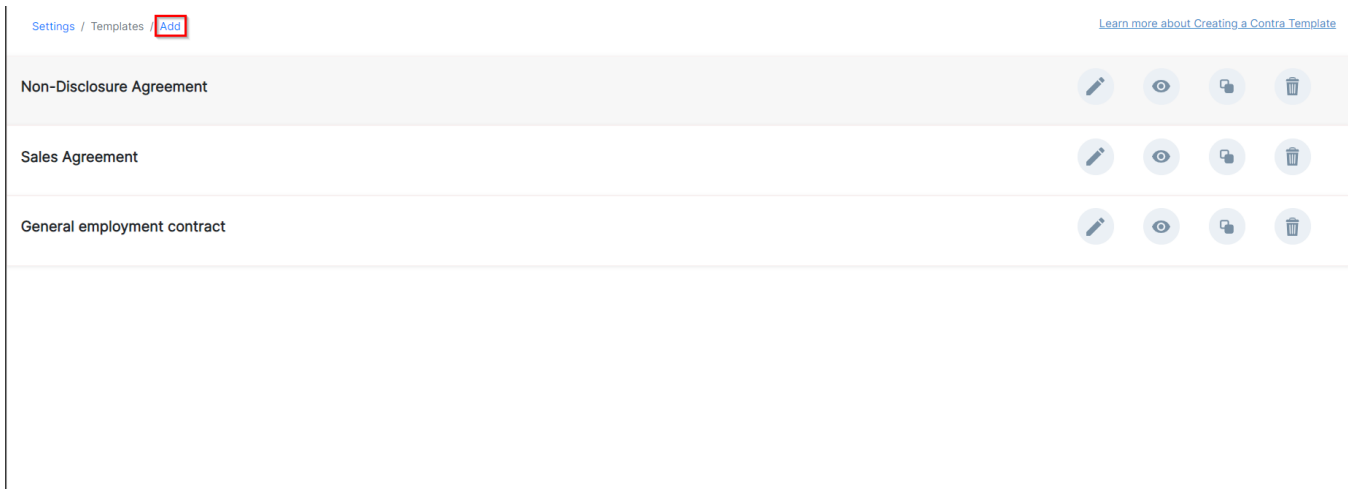 Settings / Templates / Add
Learn more about Creating a Contra Template
Non-Disclosure Agreement
Sales Agreement
General employment contract